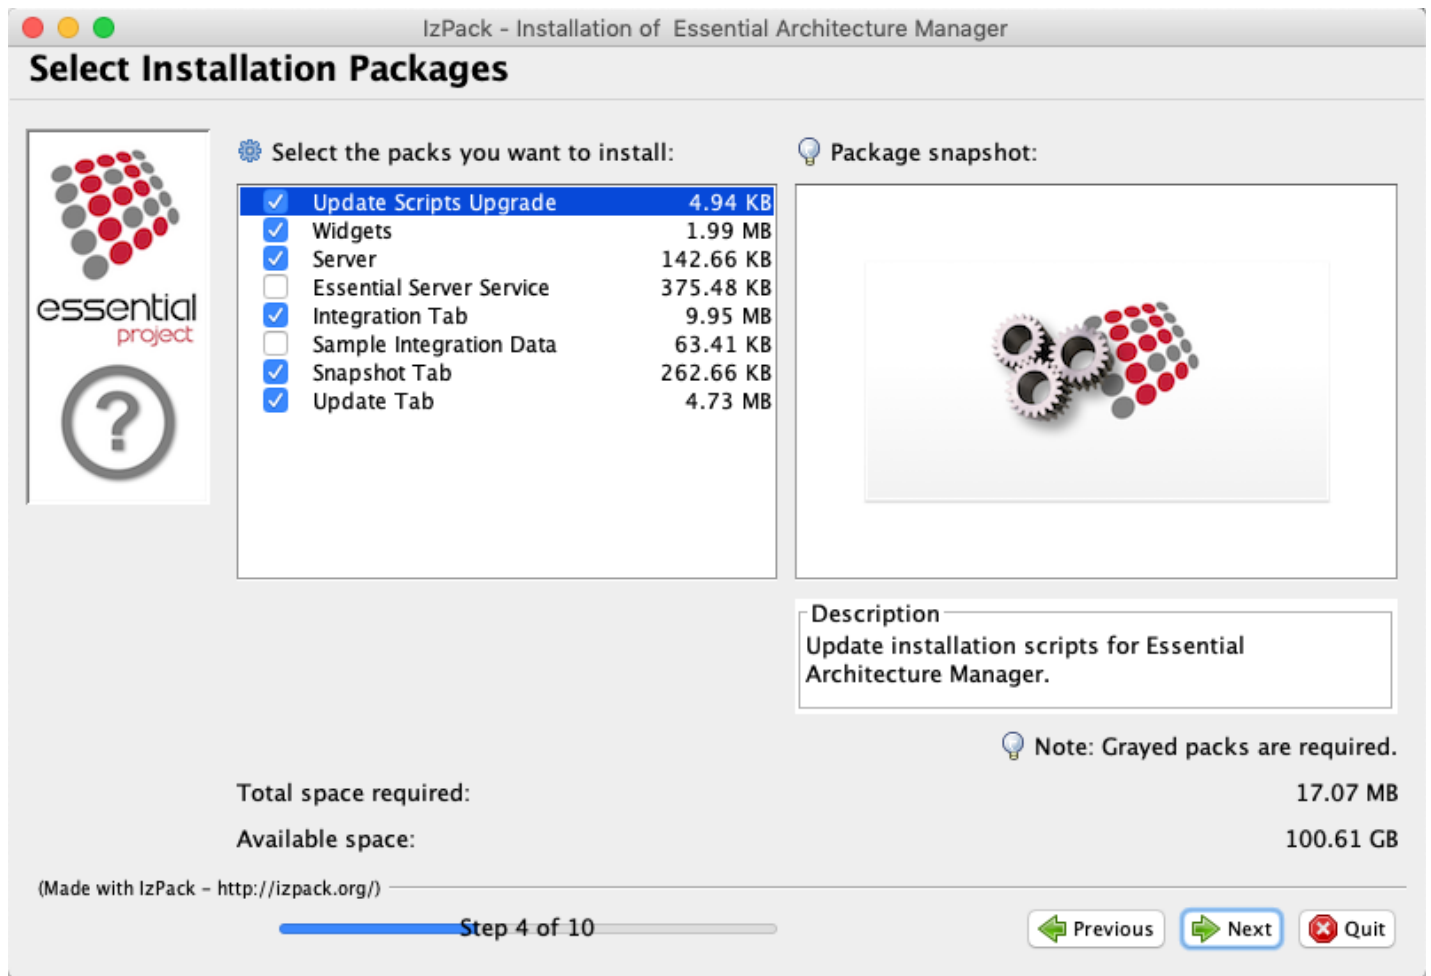 IzPack - Installation of  Essential Architecture Manager
Select Installation Packages
essential
project
?
Select the packs you want to install:
Update Scripts Upgrade 4.94 KB
Widgets 1.99 MB
Server 142.66 KB
Essential Server Service 375.48 KB
Integration Tab 9.95 MB
Sample Integration Data 63.41 KB
Snapshot Tab 262.66 KB
Update Tab 4.73 MB
Package snapshot:
Description
Update installation scripts for Essential
Architecture Manager.
Note: Grayed packs are required.
Total space required: 17.07 MB
Available space: 100.61 GB
(Made with IzPack - http://izpack.org/)
Step 4 of 10
Previous
Next
Quit